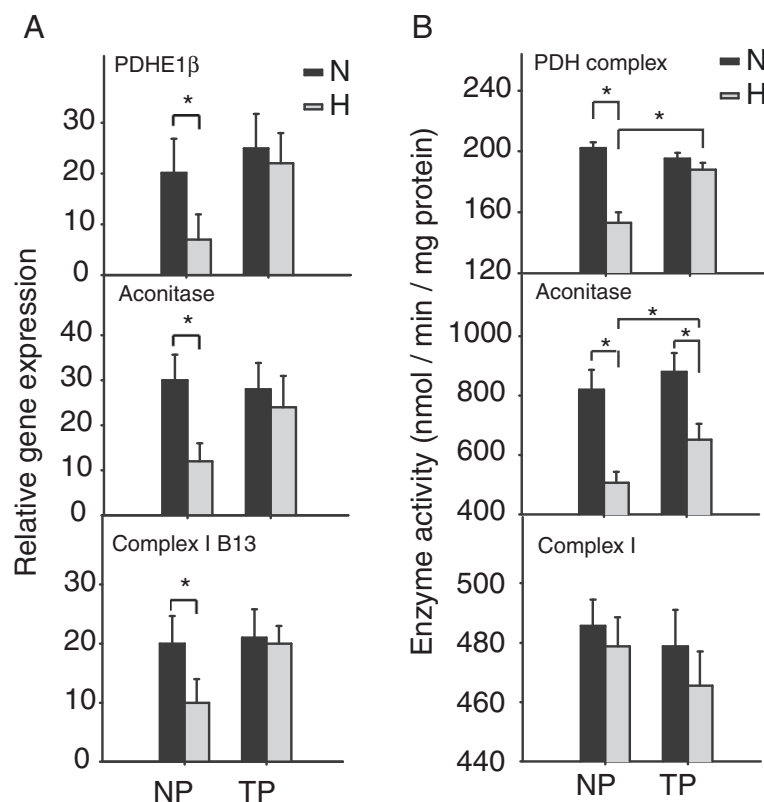 A
PDHE1β
N
H
*
30
20
10
0
Aconitase
*
40
30
20
10
0
Complex I B13
*
30
20
10
0
NP TP
Relative gene expression
B
PDH complex
N
H
* *
240
200
160
120
Aconitase
* * *
1000
800
600
400
Complex I
500
480
460
440
NP TP
Enzyme activity (nmol / min / mg protein)